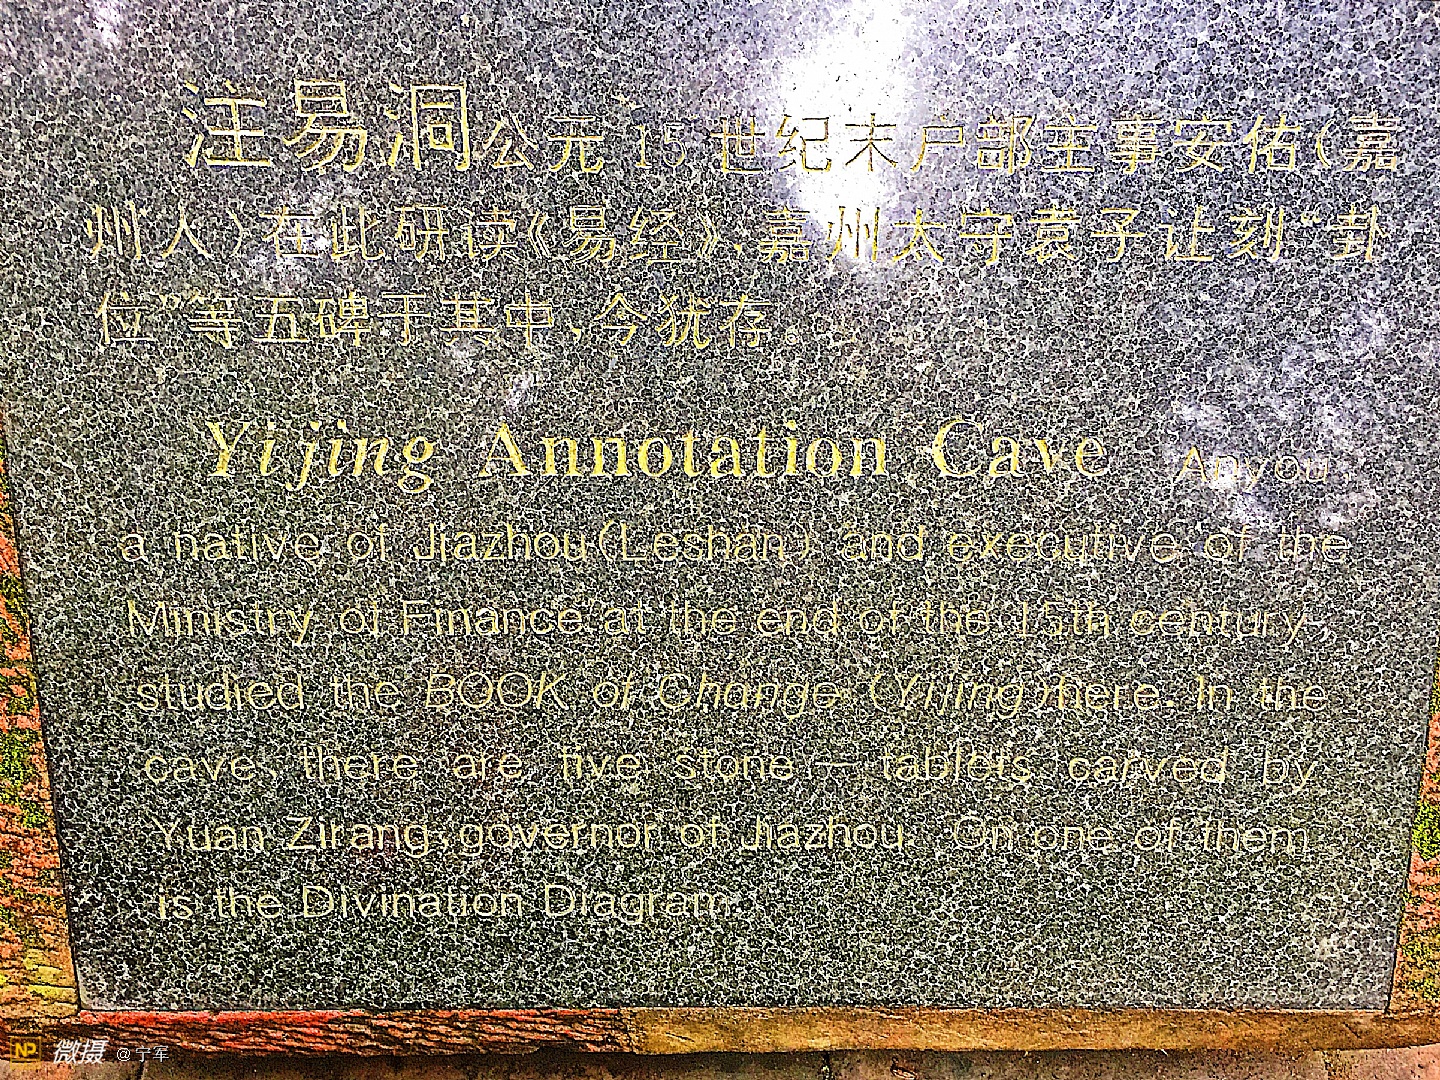 注易洞公元15世纪末户部主事安佑(嘉
州人)在此研读《易经》,嘉州太守袁子让刻“卦
位”等五碑于其中,今犹存。
Yijing Annotation Cave Anyou,
a native of Jiazhou(Leshan) and executive of the
Ministry of Finance at the end of the 15th century,
studied the BOOK of Change (Yijing)here. In the
cave, there are five stone — tablets carved by
Yuan Zirang, governor of Jiazhou. On one of them
is the Divination Diagram.
NP 微摄 @宁军